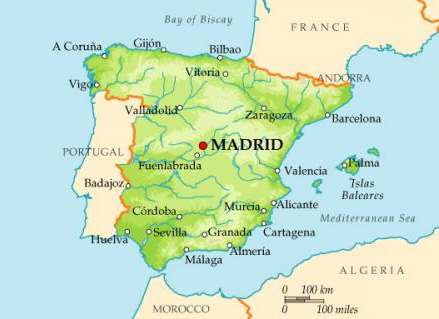 Bay of Biscay
FRANCE
A Coruña
Gijón
Bilbao
Vitoria
ANDORRA
Vigo
Valladolid
Zaragoza
Barcelona
MADRID
PORTUGAL
Fuenlabrada
Palma
Valencia
Islas
Baleares
Badajoz
Alicante
Murcia
Mediterranean Sea
Córdoba
Cartagena
Huelva
Sevilla
Granada
Almería
Málaga
ALGERIA
MOROCCO
0 100 km
0 100 miles